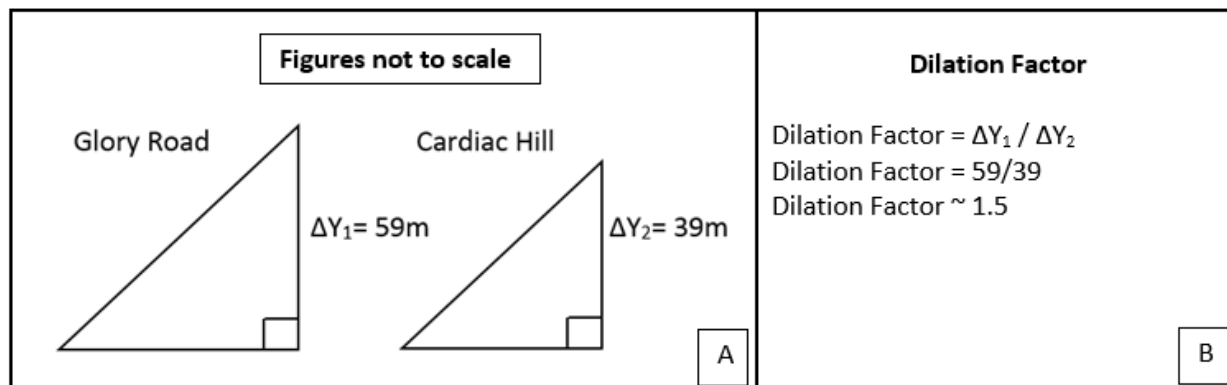 Figures not to scale
Glory Road
Cardiac Hill
ΔY₁= 59m
ΔY₂= 39m
A
Dilation Factor
Dilation Factor = ΔY₁ / ΔY₂
Dilation Factor = 59/39
Dilation Factor ~ 1.5
B